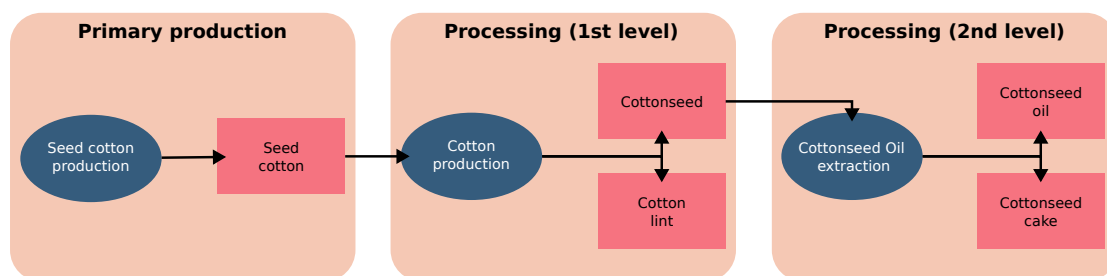 Primary production
Seed cotton
production
Seed
cotton
Processing (1st level)
Cotton
production
Cottonseed
Cotton
lint
Processing (2nd level)
Cottonseed Oil
extraction
Cottonseed
oil
Cottonseed
cake